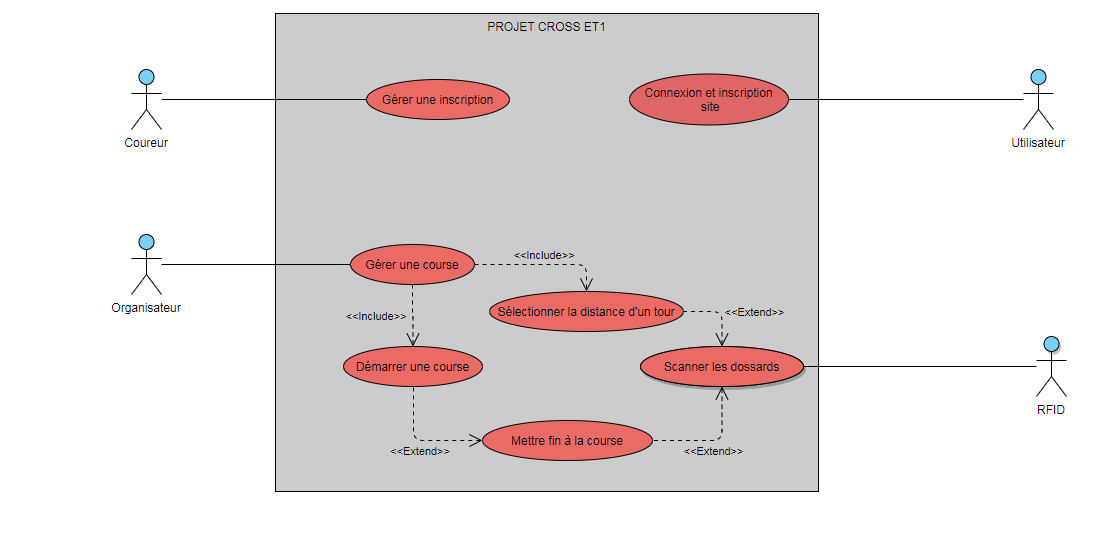 PROJET CROSS ET1
Gérer une inscription
Connexion et inscription
site
Coureur
Utilisateur
Gérer une course
<<Include>>
Organisateur
Sélectionner la distance d'un tour
<<Include>>
<<Extend>>
Démarrer une course
Scanner les dossards
RFID
Mettre fin à la course
<<Extend>>
<<Extend>>